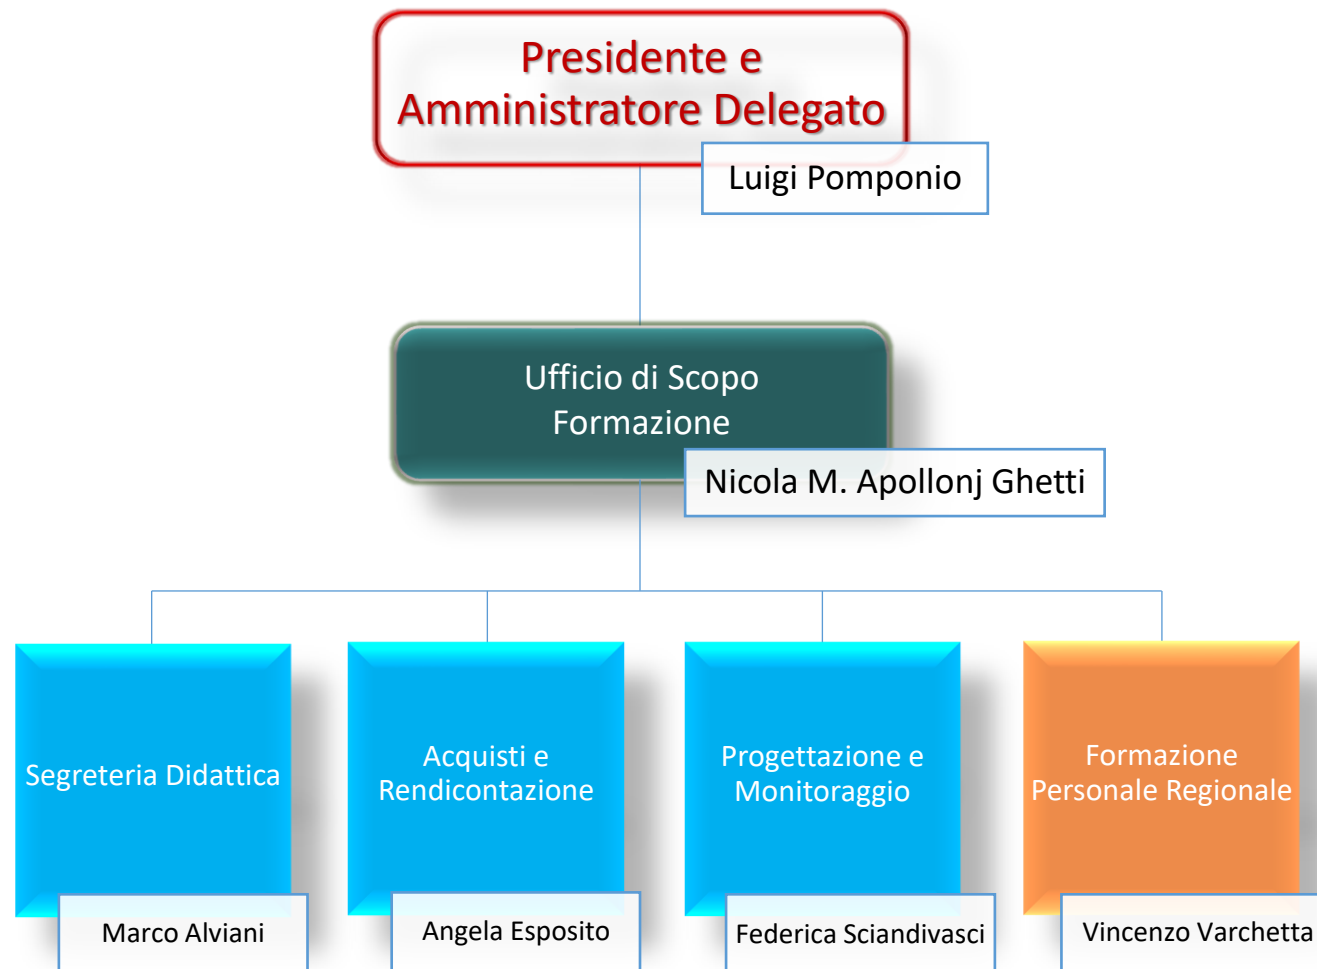 Presidente e
Amministratore Delegato
Luigi Pomponio
Ufficio di Scopo
Formazione
Nicola M. Apollonj Ghetti
Segreteria Didattica
Acquisti e
Rendicontazione
Progettazione e
Monitoraggio
Formazione
Personale Regionale
Marco Alviani
Angela Esposito
Federica Sciandivasci
Vincenzo Varchetta